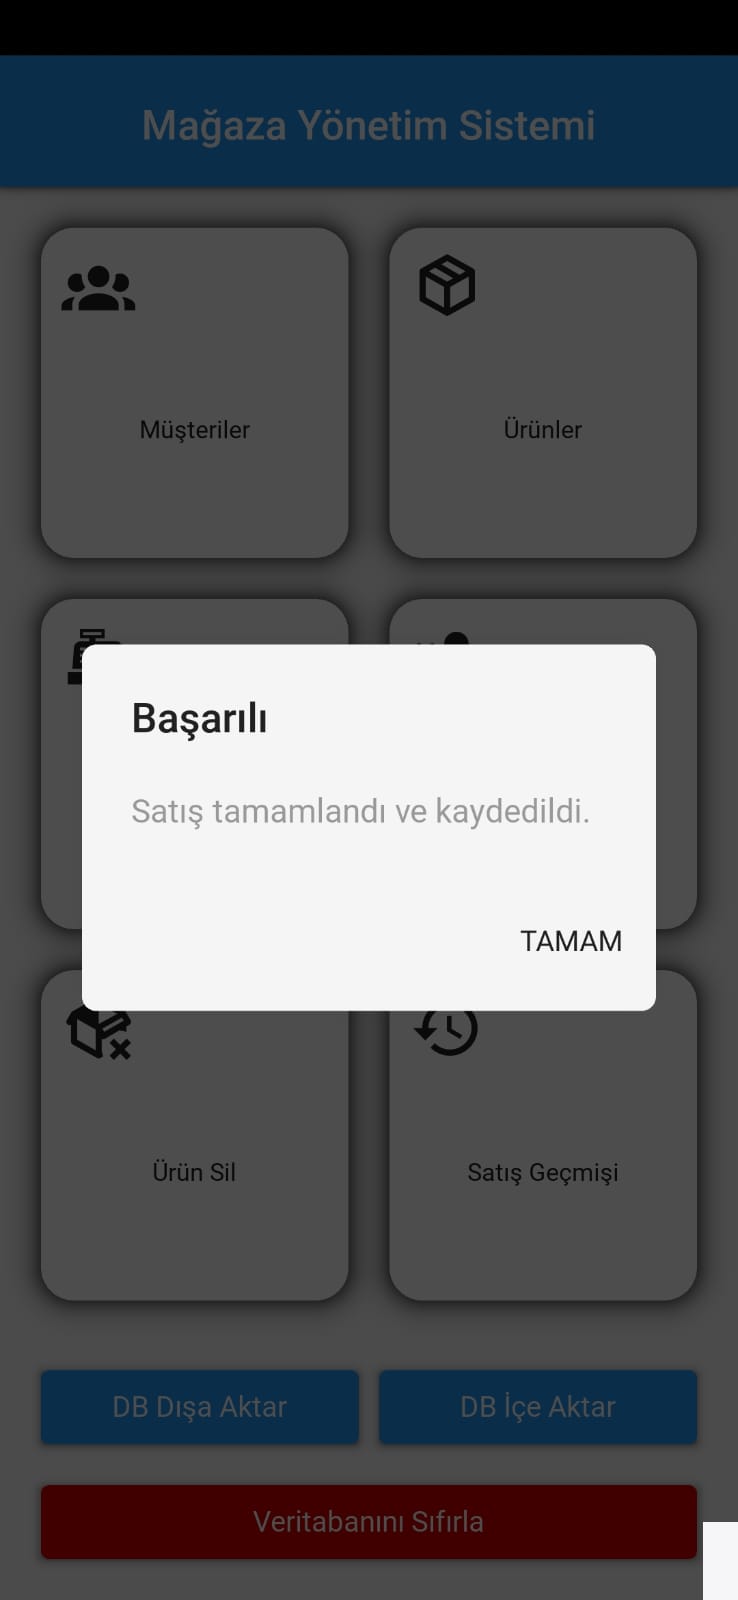 Mağaza Yönetim Sistemi
Müşteriler
Ürünler
Başarılı
Satış tamamlandı ve kaydedildi.
TAMAM
Ürün Sil
Satış Geçmişi
DB Dışa Aktar
DB İçe Aktar
Veritabanını Sıfırla